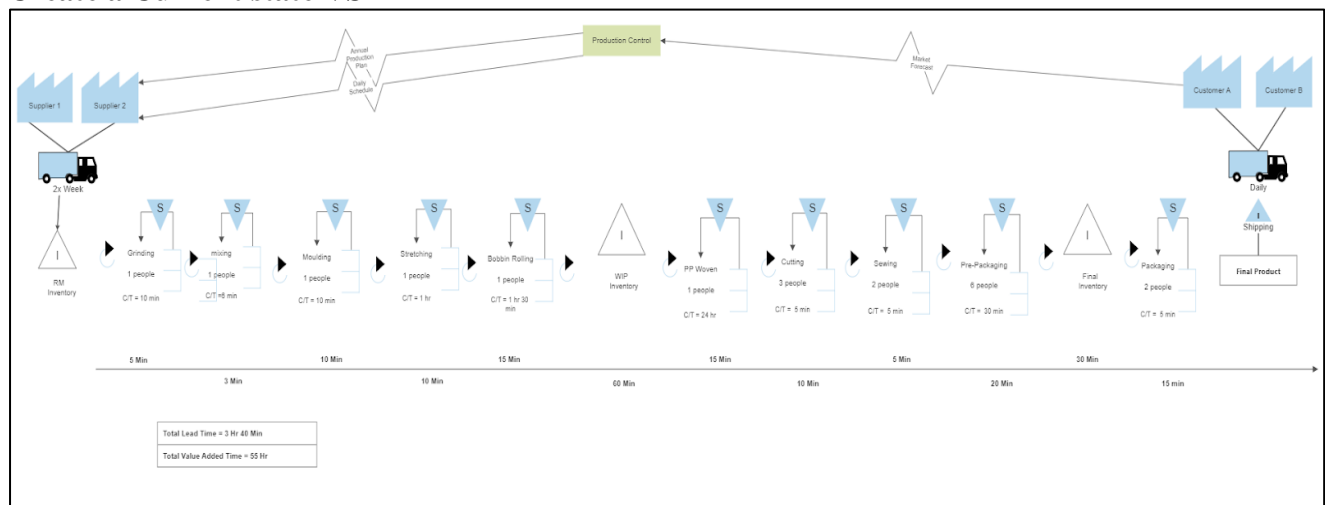 Production Control
Annual
Production
Plan
Daily
Schedule
Market
Forecast
Supplier 1
Supplier 2
Customer A
Customer B
2x Week
Daily
I
RM
Inventory
S
Grinding
1 people
C/T = 10 min
S
mixing
1 people
S
Moulding
1 people
C/T = 10 min
S
Stretching
1 people
C/T = 1 hr
S
Bobbin Rolling
1 people
C/T = 1 hr 30
min
I
WIP
Inventory
S
PP Woven
1 people
C/T = 24 hr
S
Cutting
3 people
C/T = 5 min
S
Sewing
2 people
C/T = 5 min
S
Pre-Packaging
6 people
C/T = 30 min
I
Final
Inventory
S
Packaging
2 people
C/T = 5 min
I
Shipping
Final Product
5 Min
10 Min
15 Min
15 Min
5 Min
30 Min
3 Min
10 Min
60 Min
10 Min
20 Min
15 min
Total Lead Time = 3 Hr 40 Min
Total Value Added Time = 55 Hr